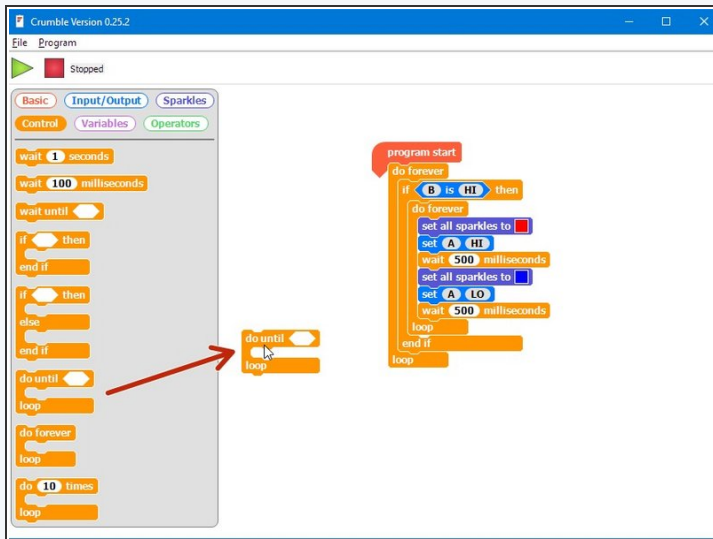 Crumble Version 0.25.2
File Program
Stopped
Basic Input/Output Sparkles
Control Variables Operators
wait 1 seconds
wait 100 milliseconds
wait until
if then
end if
if then
else
end if
do until
loop
do forever
loop
do 10 times
loop
do until
loop
program start
do forever
if B is HI then
do forever
set all sparkles to
set A HI
wait 500 milliseconds
set all sparkles to
set A LO
wait 500 milliseconds
loop
end if
loop